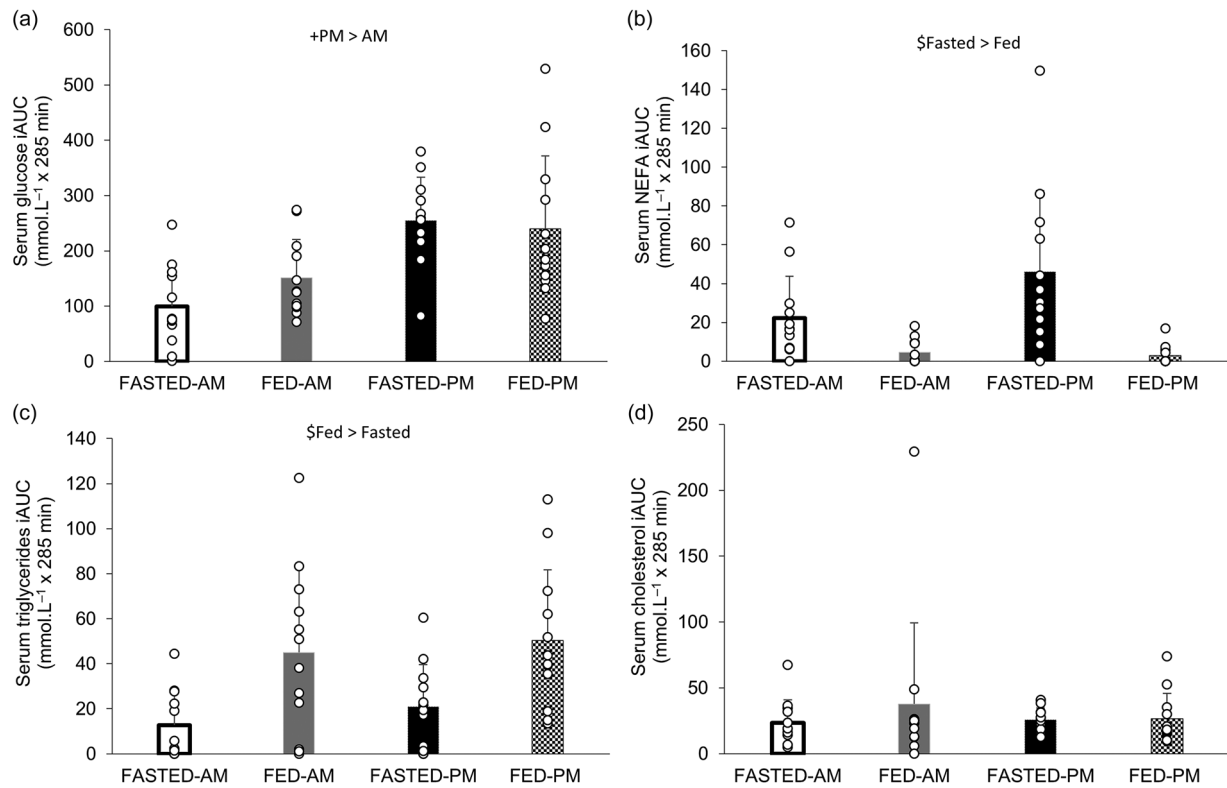 (a)
+PM > AM
Serum glucose iAUC
(mmol.L⁻¹ x 285 min)
600
500
400
300
200
100
0
FASTED-AM FED-AM FASTED-PM FED-PM
(b)
$Fasted > Fed
Serum NEFA iAUC
(mmol.L⁻¹ x 285 min)
160
140
120
100
80
60
40
20
0
FASTED-AM FED-AM FASTED-PM FED-PM
(c)
$Fed > Fasted
Serum triglycerides iAUC
(mmol.L⁻¹ x 285 min)
140
120
100
80
60
40
20
0
FASTED-AM FED-AM FASTED-PM FED-PM
(d)
Serum cholesterol iAUC
(mmol.L⁻¹ x 285 min)
250
200
150
100
50
0
FASTED-AM FED-AM FASTED-PM FED-PM